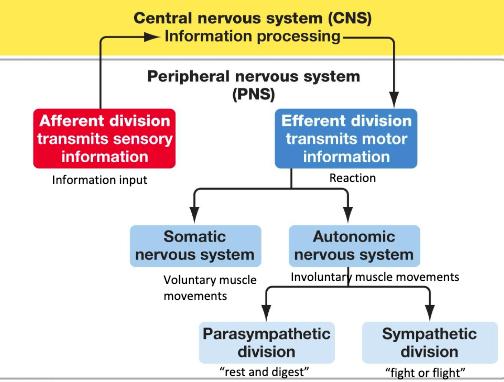 Central nervous system (CNS)
Information processing
Peripheral nervous system
(PNS)
Afferent division
transmits sensory
information
Efferent division
transmits motor
information
Information input
Reaction
Somatic
nervous system
Autonomic
nervous system
Voluntary muscle
movements
Involuntary muscle movements
Parasympathetic
division
Sympathetic
division
“rest and digest”
“fight or flight”